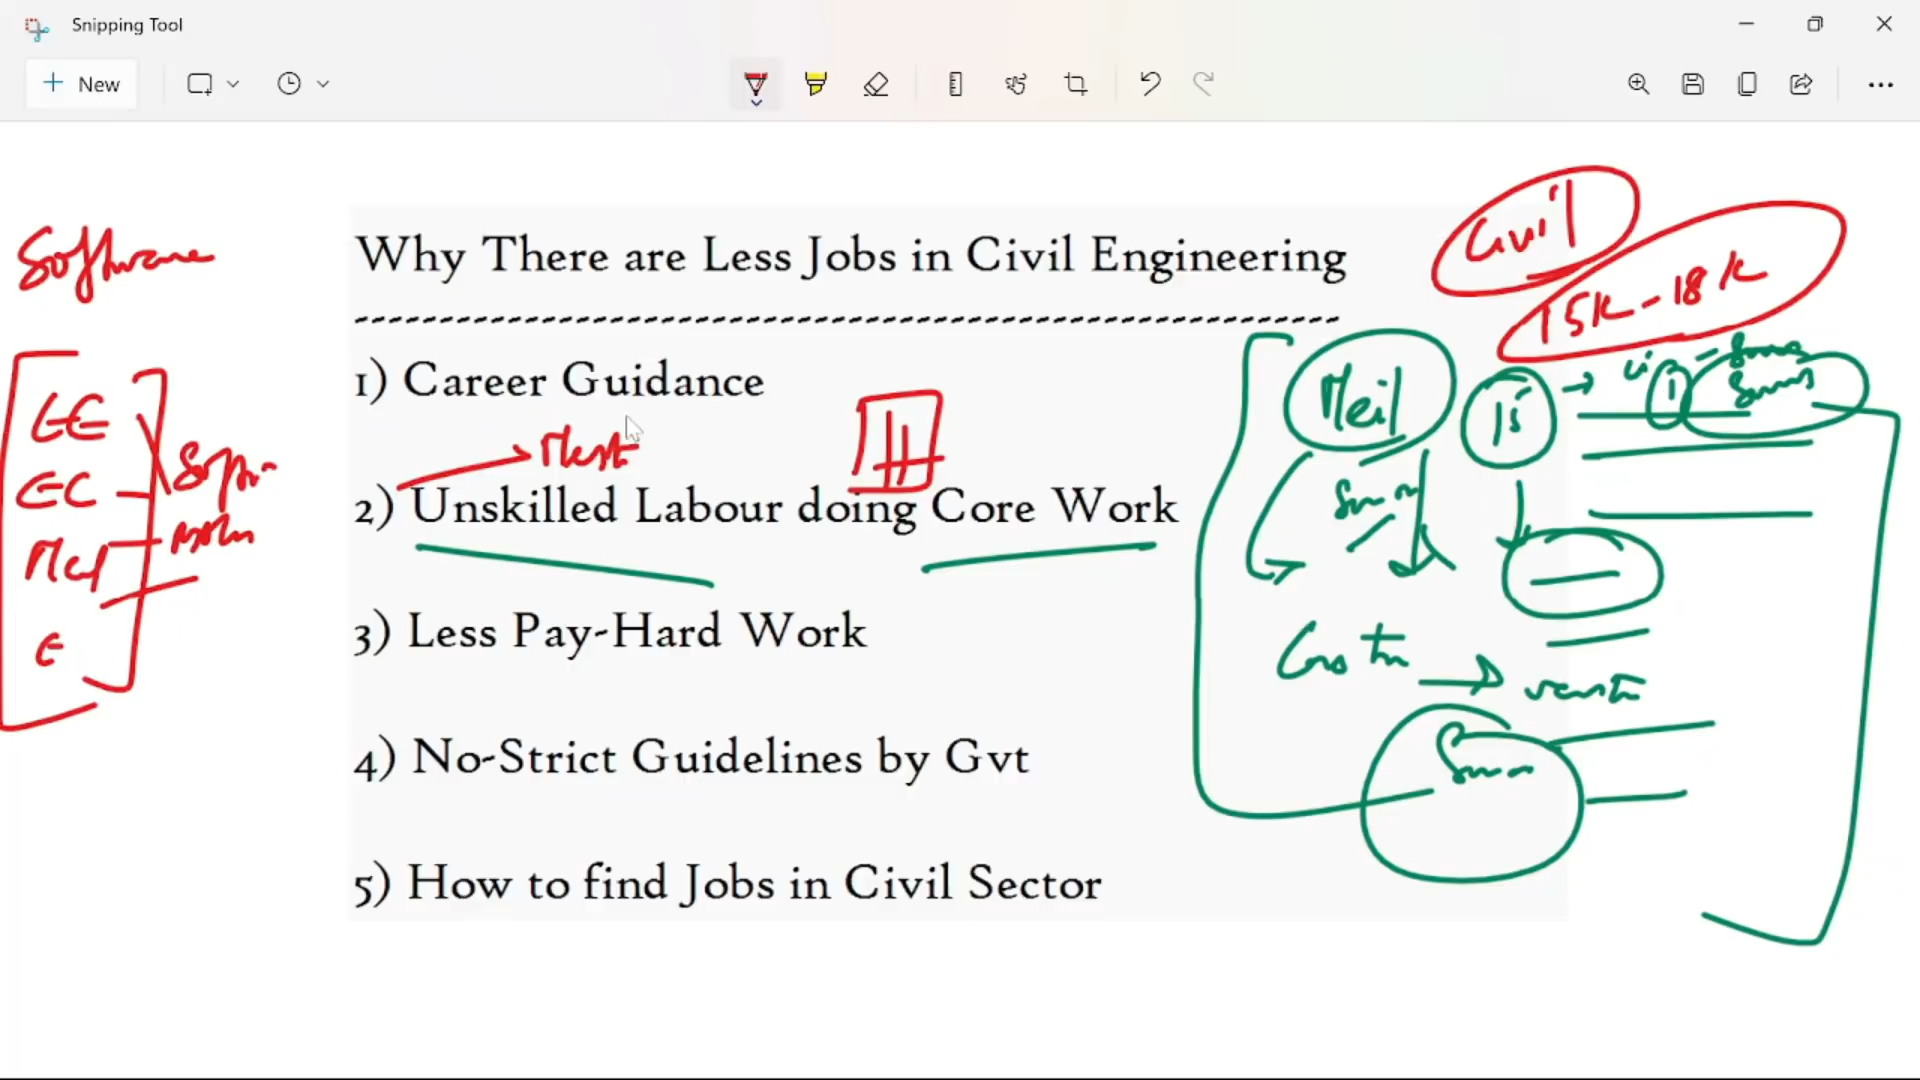 Snipping Tool
New
Software
Civil
15K-18K
Why There are Less Jobs in Civil Engineering
--------------------------------------------------------
1) Career Guidance
Meil
15
EE
EC
2) Unskilled Labour doing Core Work
3) Less Pay-Hard Work
E
4) No-Strict Guidelines by Gvt
5) How to find Jobs in Civil Sector